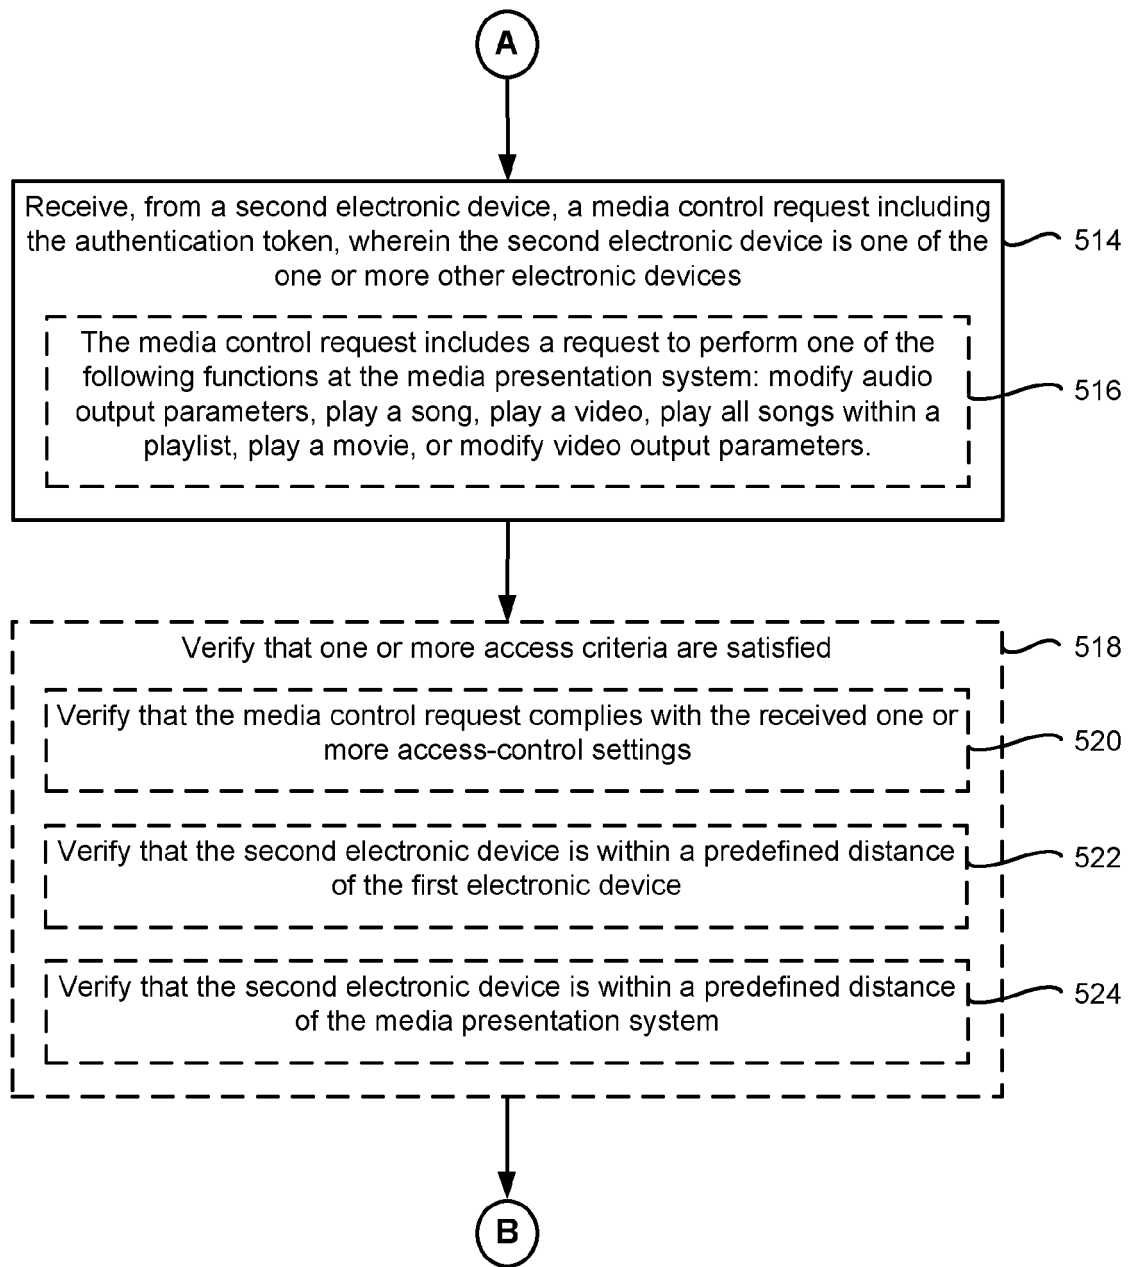 A
Receive, from a second electronic device, a media control request including
the authentication token, wherein the second electronic device is one of the
one or more other electronic devices
514
The media control request includes a request to perform one of the
following functions at the media presentation system: modify audio
output parameters, play a song, play a video, play all songs within a
playlist, play a movie, or modify video output parameters.
516
Verify that one or more access criteria are satisfied
518
Verify that the media control request complies with the received one or
more access-control settings
520
Verify that the second electronic device is within a predefined distance
of the first electronic device
522
Verify that the second electronic device is within a predefined distance
of the media presentation system
524
B